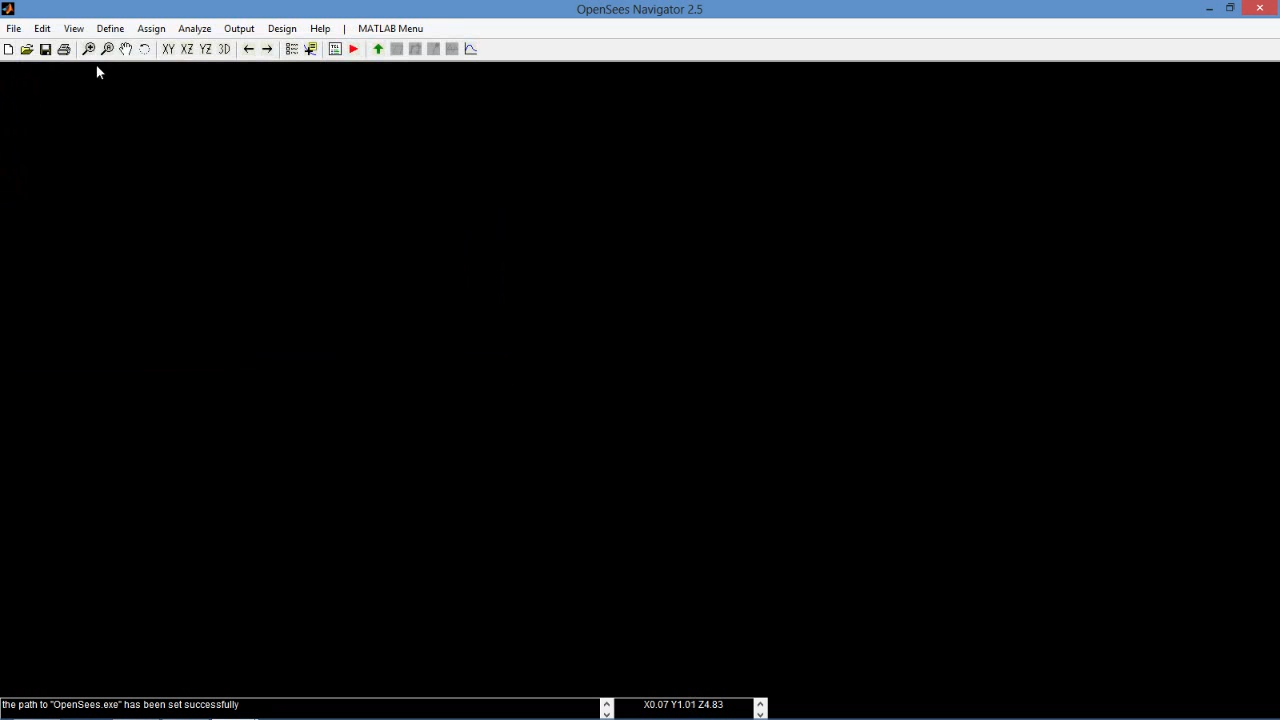 OpenSees Navigator 2.5
File Edit View Define Assign Analyze Output Design Help | MATLAB Menu
XY XZ YZ 3D TCL
the path to "OpenSees.exe" has been set successfully X0.07 Y1.01 Z4.83